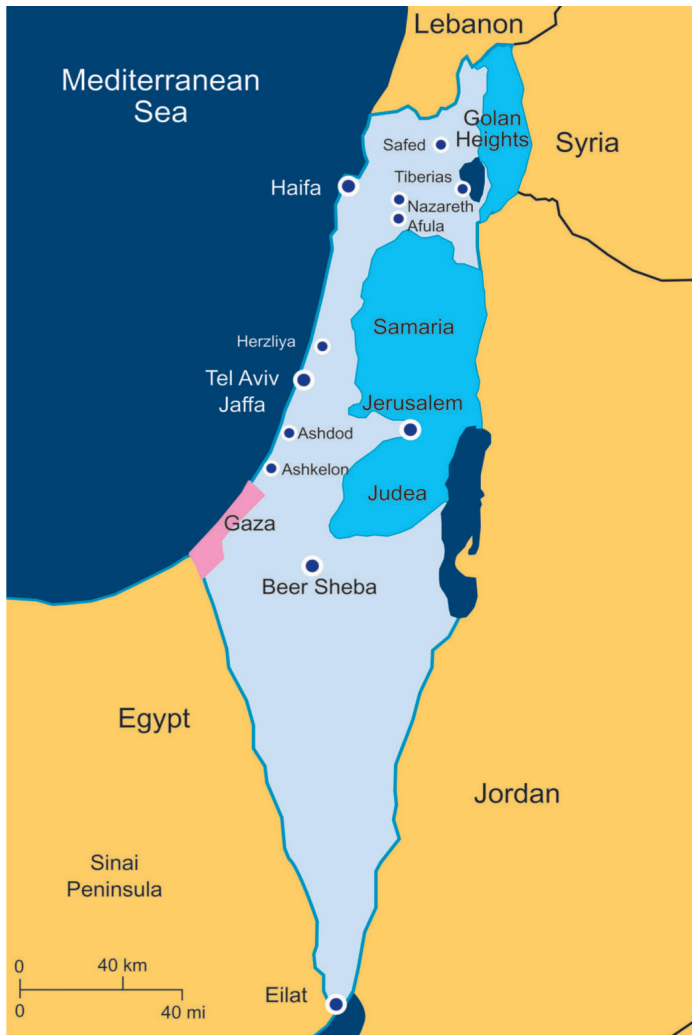 Lebanon
Mediterranean
Sea
Golan
Heights
Safed
Syria
Tiberias
Haifa
Nazareth
Afula
Samaria
Herzliya
Tel Aviv
Jaffa
Jerusalem
Ashdod
Ashkelon
Judea
Gaza
Beer Sheba
Egypt
Jordan
Sinai
Peninsula
0 40 km
0 40 mi
Eilat